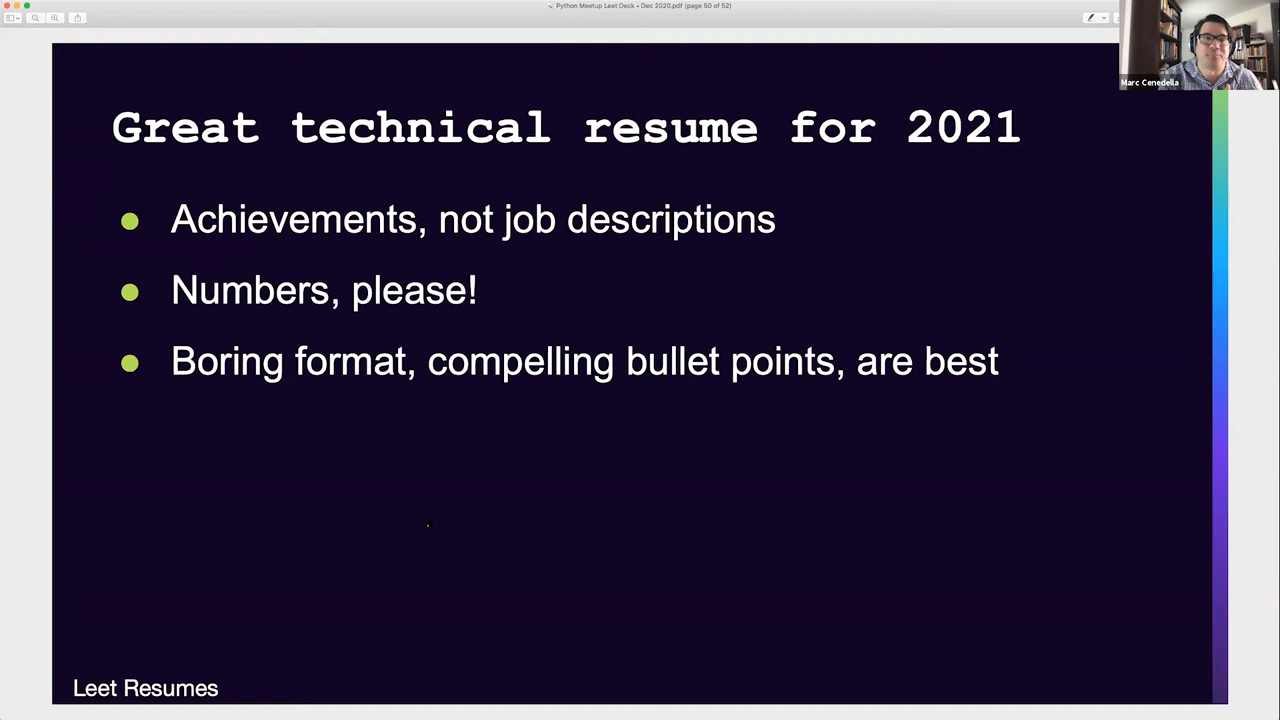 Python Meetup Leet Deck • Dec 2020.pdf (page 50 of 52)
Marc Cenedella
Great technical resume for 2021
Achievements, not job descriptions
Numbers, please!
Boring format, compelling bullet points, are best
Leet Resumes